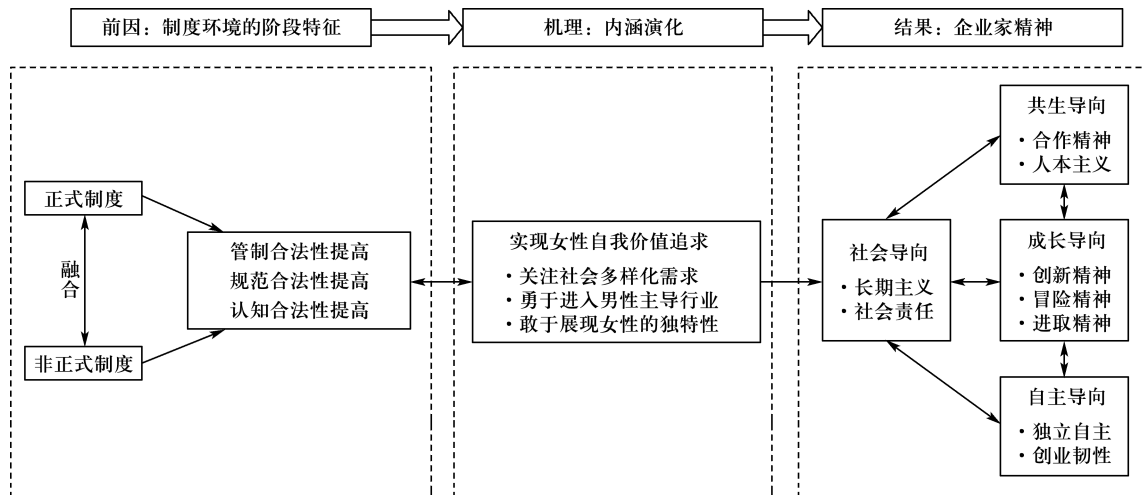 前因：制度环境的阶段特征
机理：内涵演化
结果：企业家精神
正式制度
融合
非正式制度
管制合法性提高
规范合法性提高
认知合法性提高
实现女性自我价值追求
·关注社会多样化需求
·勇于进入男性主导行业
·敢于展现女性的独特性
社会导向
·长期主义
·社会责任
共生导向
·合作精神
·人本主义
成长导向
·创新精神
·冒险精神
·进取精神
自主导向
·独立自主
·创业韧性